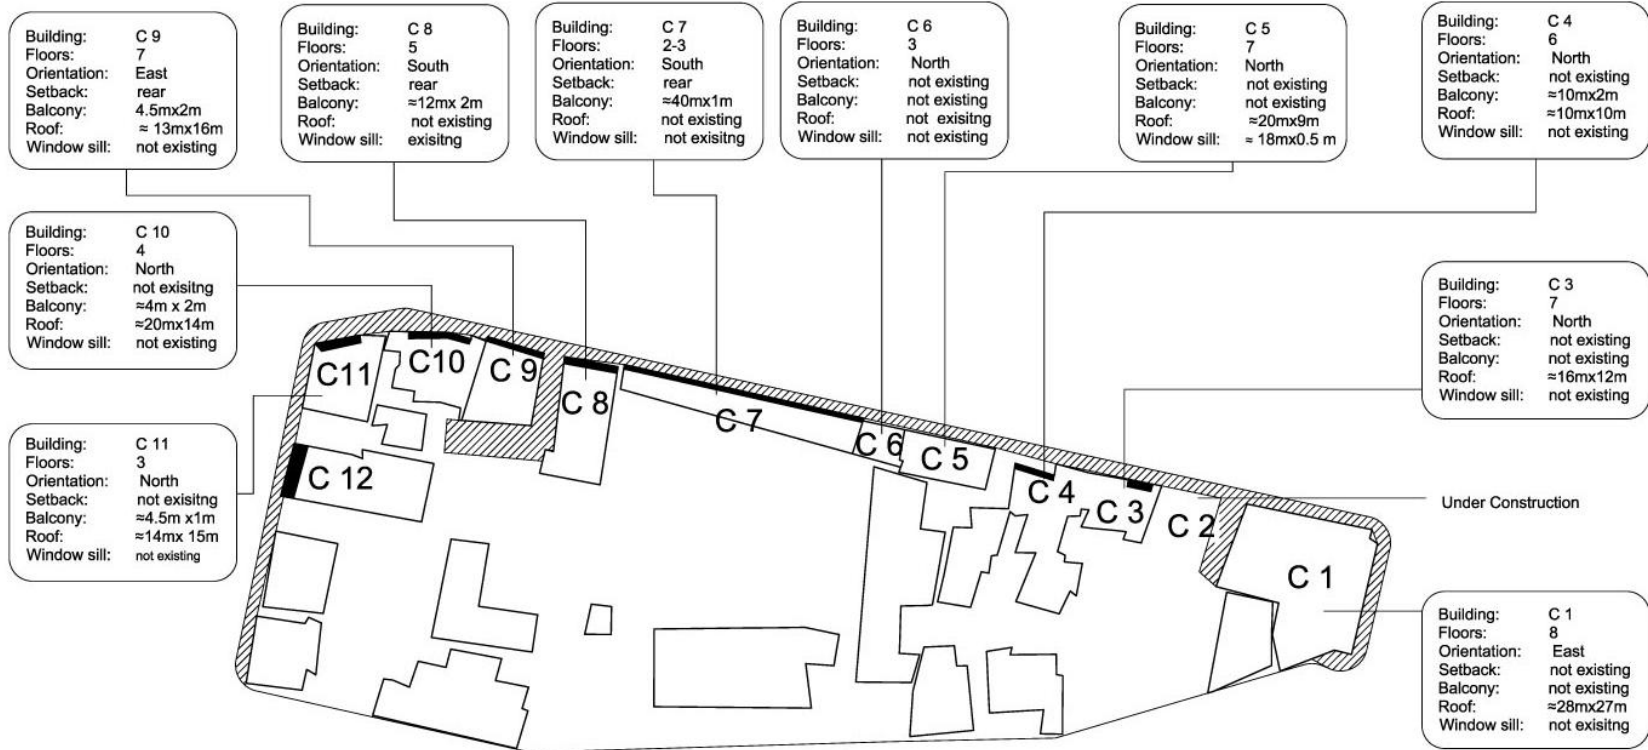 Building: C 9
Floors: 7
Orientation: East
Setback: rear
Balcony: 4.5mx2m
Roof: ≈ 13mx16m
Window sill: not existing
Building: C 8
Floors: 5
Orientation: South
Setback: rear
Balcony: ≈12mx 2m
Roof: not existing
Window sill: exisitng
Building: C 7
Floors: 2-3
Orientation: South
Setback: rear
Balcony: ≈40mx1m
Roof: not existing
Window sill: not exisitng
Building: C 6
Floors: 3
Orientation: North
Setback: not existing
Balcony: not existing
Roof: not exisitng
Window sill: not existing
Building: C 5
Floors: 7
Orientation: North
Setback: not existing
Balcony: not existing
Roof: ≈20mx9m
Window sill: ≈ 18mx0.5 m
Building: C 4
Floors: 6
Orientation: North
Setback: not existing
Balcony: ≈10mx2m
Roof: ≈10mx10m
Window sill: not existing
Building: C 10
Floors: 4
Orientation: North
Setback: not exisitng
Balcony: ≈4m x 2m
Roof: ≈20mx14m
Window sill: not existing
Building: C 3
Floors: 7
Orientation: North
Setback: not existing
Balcony: not existing
Roof: ≈16mx12m
Window sill: not existing
Building: C 11
Floors: 3
Orientation: North
Setback: not exisitng
Balcony: ≈4.5m x1m
Roof: ≈14mx 15m
Window sill: not existing
C11
C10
C 9
C 8
C 7
C 6
C 5
C 4
C 3
C 2
C 1
C 12
Under Construction
Building: C 1
Floors: 8
Orientation: East
Setback: not existing
Balcony: not existing
Roof: ≈28mx27m
Window sill: not exisitng